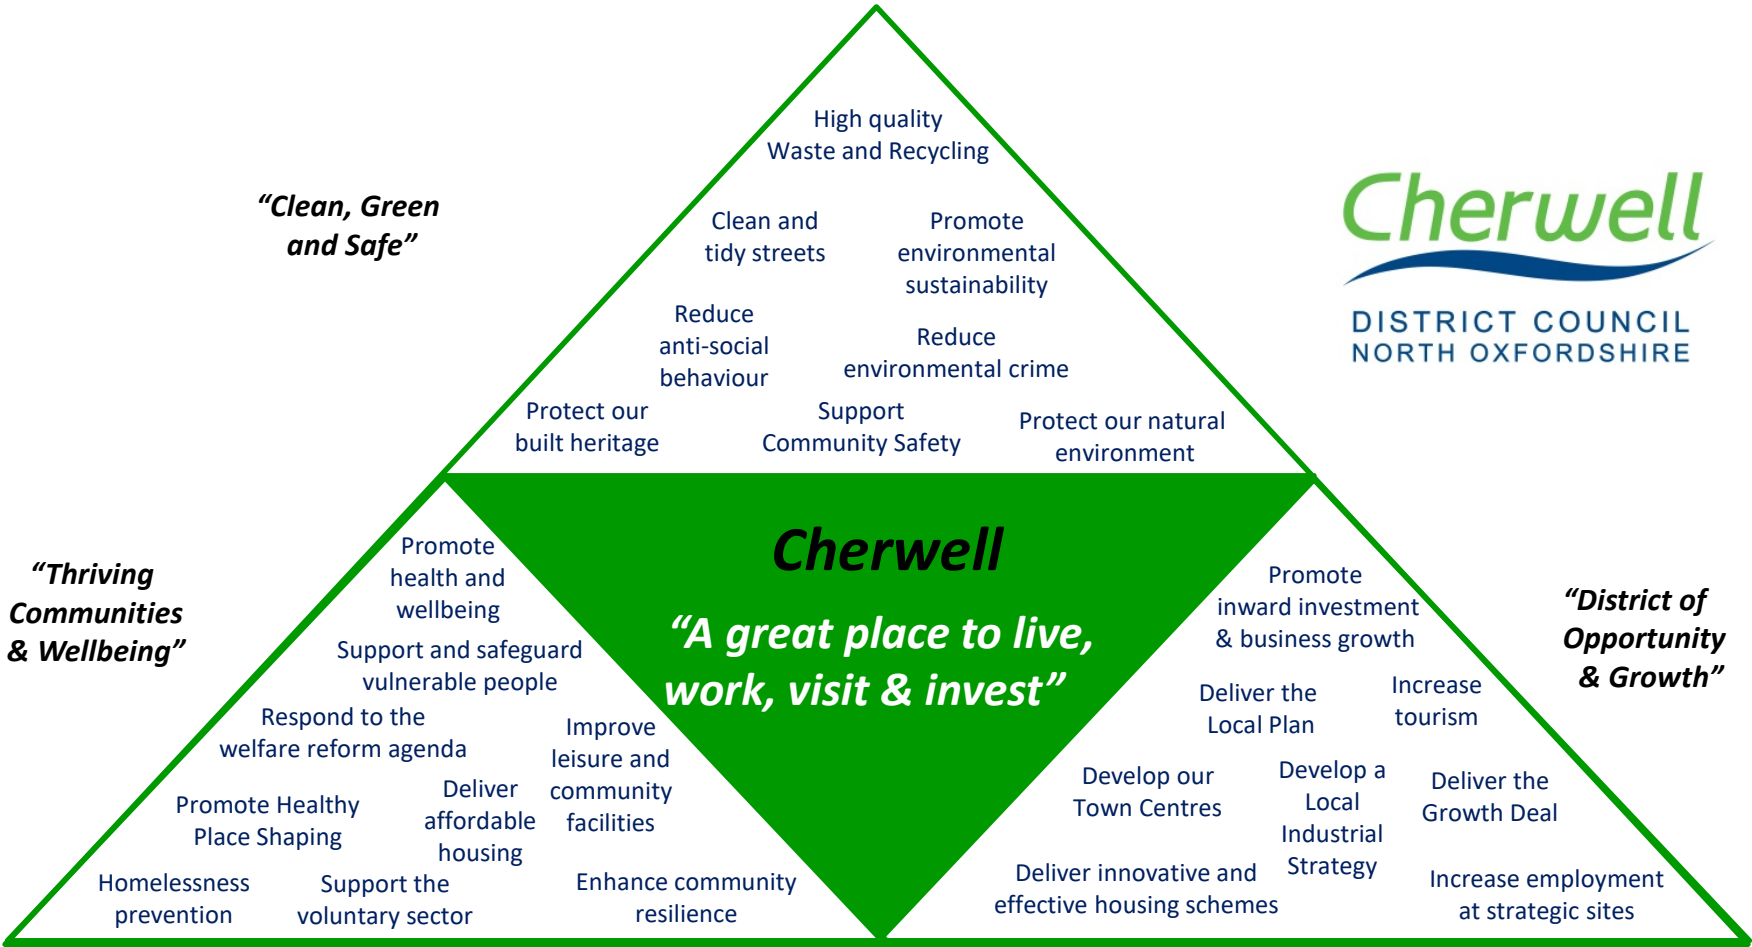 High quality
Waste and Recycling
“Clean, Green
and Safe”
Clean and
tidy streets
Promote
environmental
sustainability
Reduce
anti-social
behaviour
Reduce
environmental crime
Protect our
built heritage
Support
Community Safety
Protect our natural
environment
Cherwell
DISTRICT COUNCIL
NORTH OXFORDSHIRE
Cherwell
“A great place to live,
work, visit & invest”
“Thriving
Communities
& Wellbeing”
Promote
health and
wellbeing
Support and safeguard
vulnerable people
Respond to the
welfare reform agenda
Improve
leisure and
community
facilities
Promote Healthy
Place Shaping
Deliver
affordable
housing
Homelessness
prevention
Support the
voluntary sector
Enhance community
resilience
“District of
Opportunity
& Growth”
Promote
inward investment
& business growth
Deliver the
Local Plan
Increase
tourism
Develop our
Town Centres
Develop a
Local
Industrial
Strategy
Deliver the
Growth Deal
Deliver innovative and
effective housing schemes
Increase employment
at strategic sites